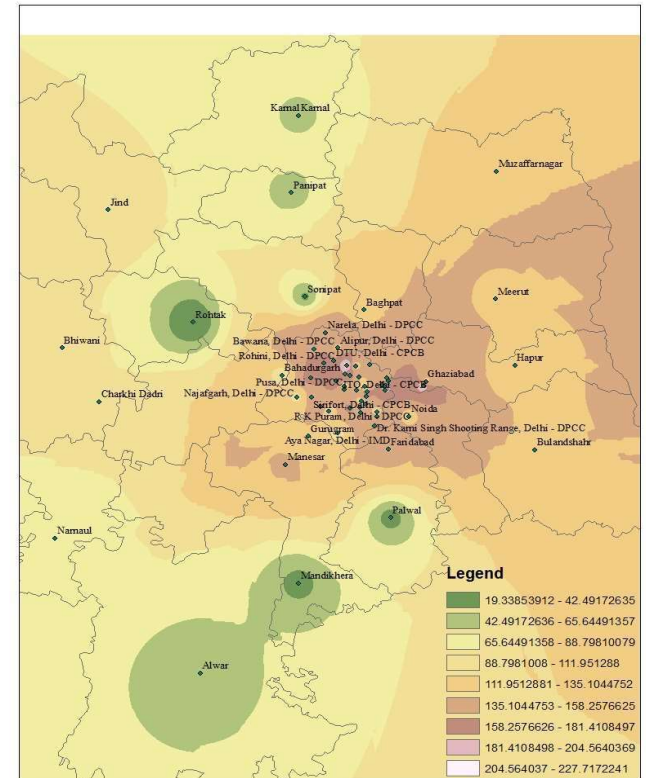 Karnal Karnal
Muzaffarnagar
Panipat
Jind
Sonipat
Meerut
Baghpat
Rohtak
Narela, Delhi - DPCC
Bhiwani
Bawana, Delhi - DPCC
Alipur, Delhi - DPCC
Rohini, Delhi - DPCC
DTU, Delhi - CPCB
Hapur
Bahadurgarh
Ghaziabad
Pusa, Delhi - DPCC
ITO, Delhi - CPCB
Charkhi Dadri
Najafgarh, Delhi - DPCC
Sirifort, Delhi - CPCB
Noida
R K Puram, Delhi - DPCC
Gurugram
Dr. Karni Singh Shooting Range, Delhi - DPCC
Aya Nagar, Delhi - IMD
Faridabad
Bulandshahr
Manesar
Palwal
Narnaul
Mandikhera
Alwar
Legend
19.33853912 - 42.49172635
42.49172636 - 65.64491357
65.64491358 - 88.79810079
88.7981008 - 111.951288
111.9512881 - 135.1044752
135.1044753 - 158.2576625
158.2576626 - 181.4108497
181.4108498 - 204.5640369
204.564037 - 227.7172241